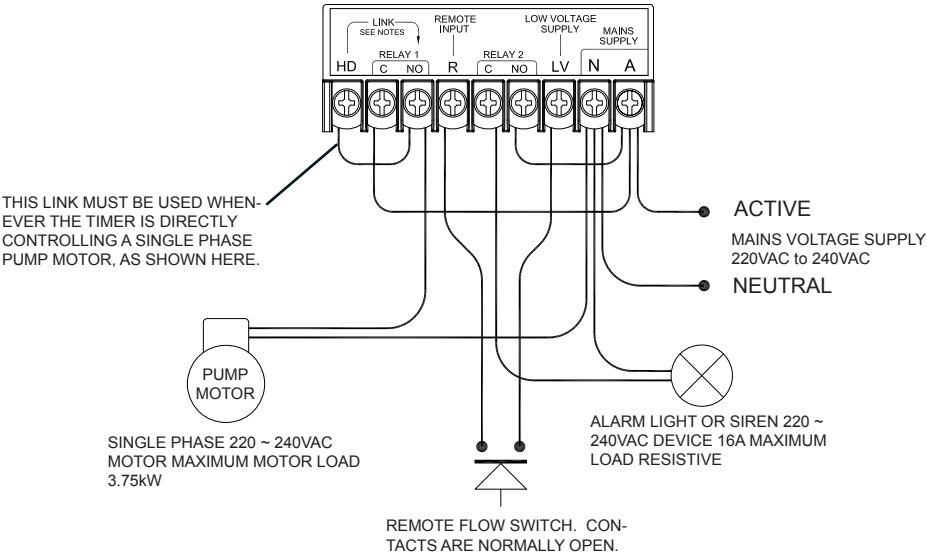 LINK
SEE NOTES
REMOTE
INPUT
LOW VOLTAGE
SUPPLY
MAINS
SUPPLY
RELAY 1
RELAY 2
HD C NO R C NO LV N A
THIS LINK MUST BE USED WHEN-
EVER THE TIMER IS DIRECTLY
CONTROLLING A SINGLE PHASE
PUMP MOTOR, AS SHOWN HERE.
ACTIVE
MAINS VOLTAGE SUPPLY
220VAC to 240VAC
NEUTRAL
PUMP
MOTOR
SINGLE PHASE 220 ~ 240VAC
MOTOR MAXIMUM MOTOR LOAD
3.75kW
ALARM LIGHT OR SIREN 220 ~
240VAC DEVICE 16A MAXIMUM
LOAD RESISTIVE
REMOTE FLOW SWITCH.  CON-
TACTS ARE NORMALLY OPEN.